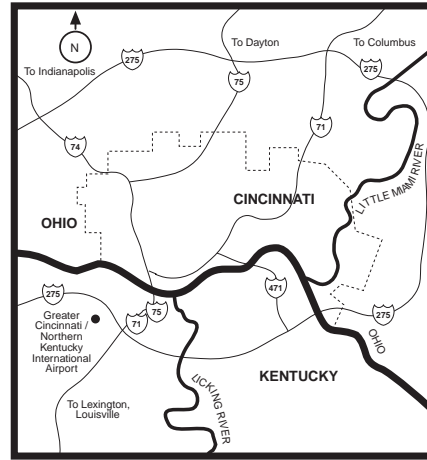 N
To Dayton
To Columbus
275
275
To Indianapolis
75
71
74
CINCINNATI
LITTLE MIAMI RIVER
OHIO
471
275
275
Greater
Cincinnati /
Northern
Kentucky
International
Airport
71
75
OHIO
KENTUCKY
LICKING RIVER
To Lexington,
Louisville